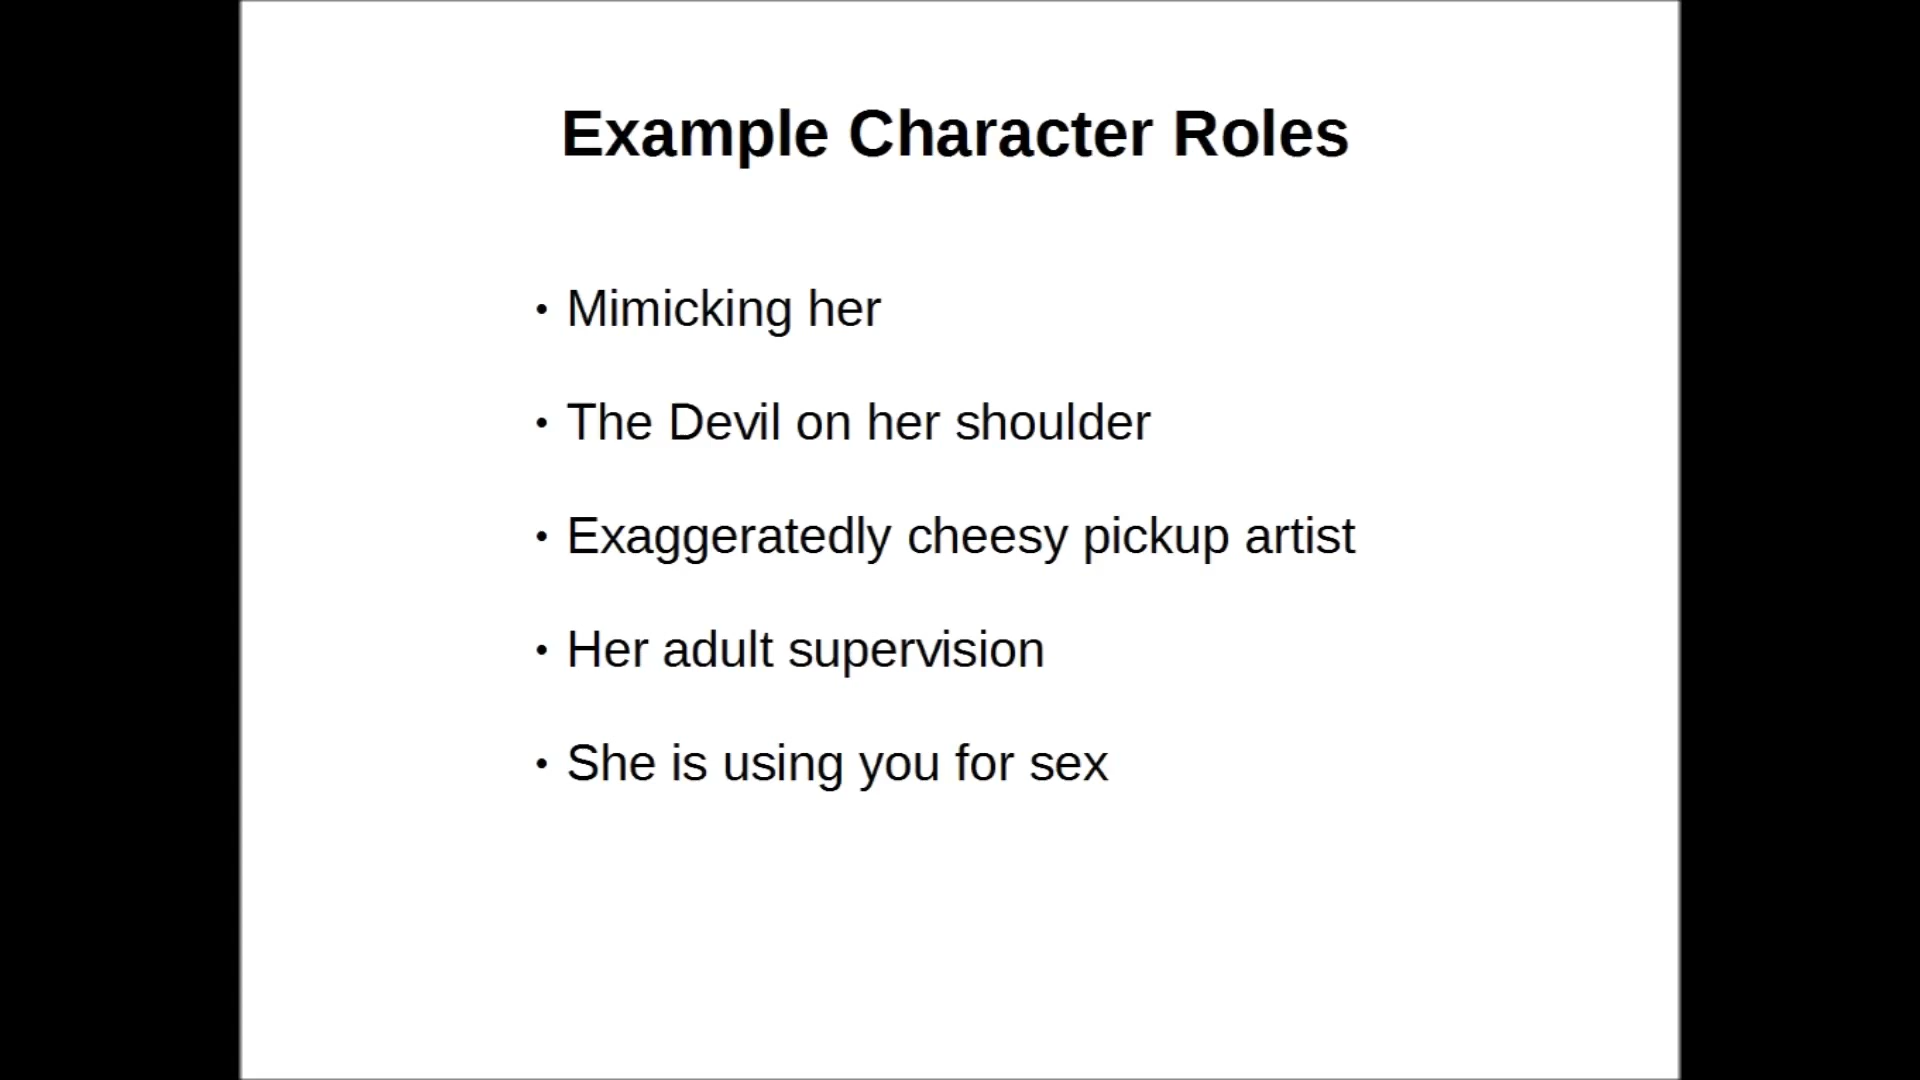 Example Character Roles
• Mimicking her
• The Devil on her shoulder
• Exaggeratedly cheesy pickup artist
• Her adult supervision
• She is using you for sex